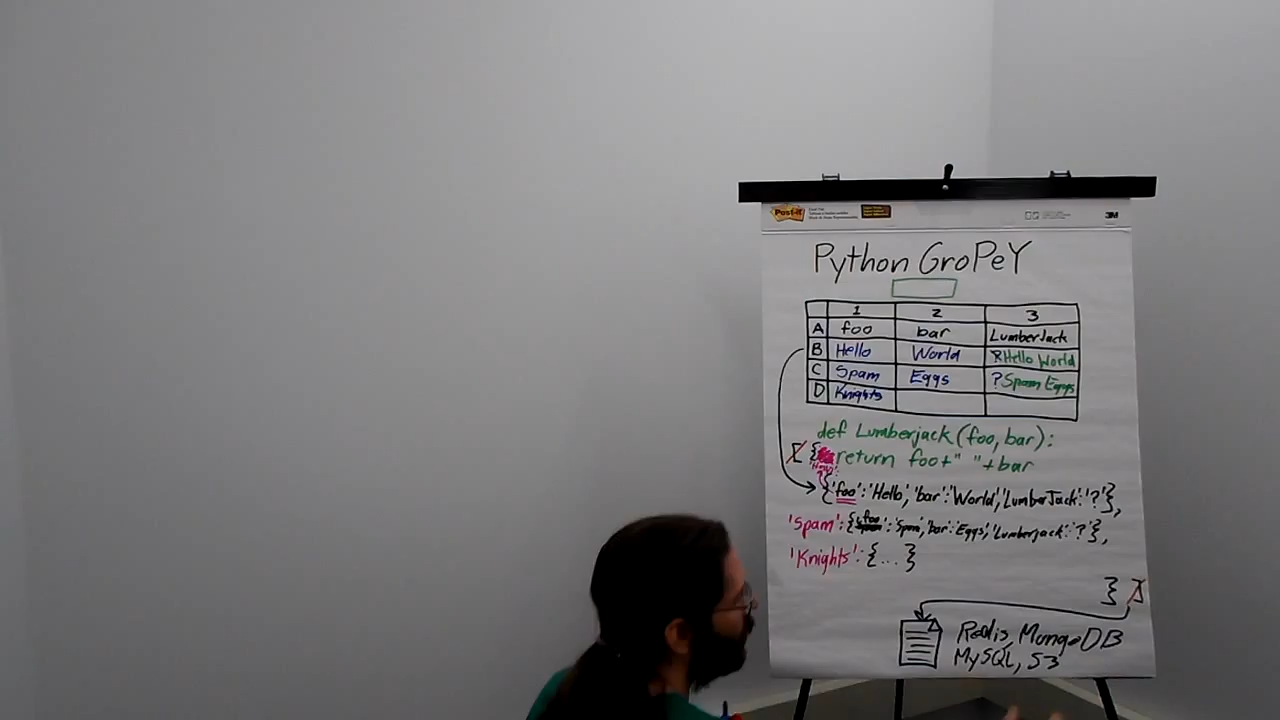 Post-it
3M
Python GroPeY
1 2 3
A foo bar LumberJack
B Hello World ?Hello World
C Spam Eggs ?Spam Eggs
D Knights
def Lumberjack(foo, bar):
[ { return foo+" "+bar
{'foo':'Hello','bar':'World','LumberJack':'?'},
'Spam':{'foo':'Spam','bar':'Eggs','Lumberjack':'?'},
'Knights':{...}
} ]
Redis, MongoDB
MySQL, S3